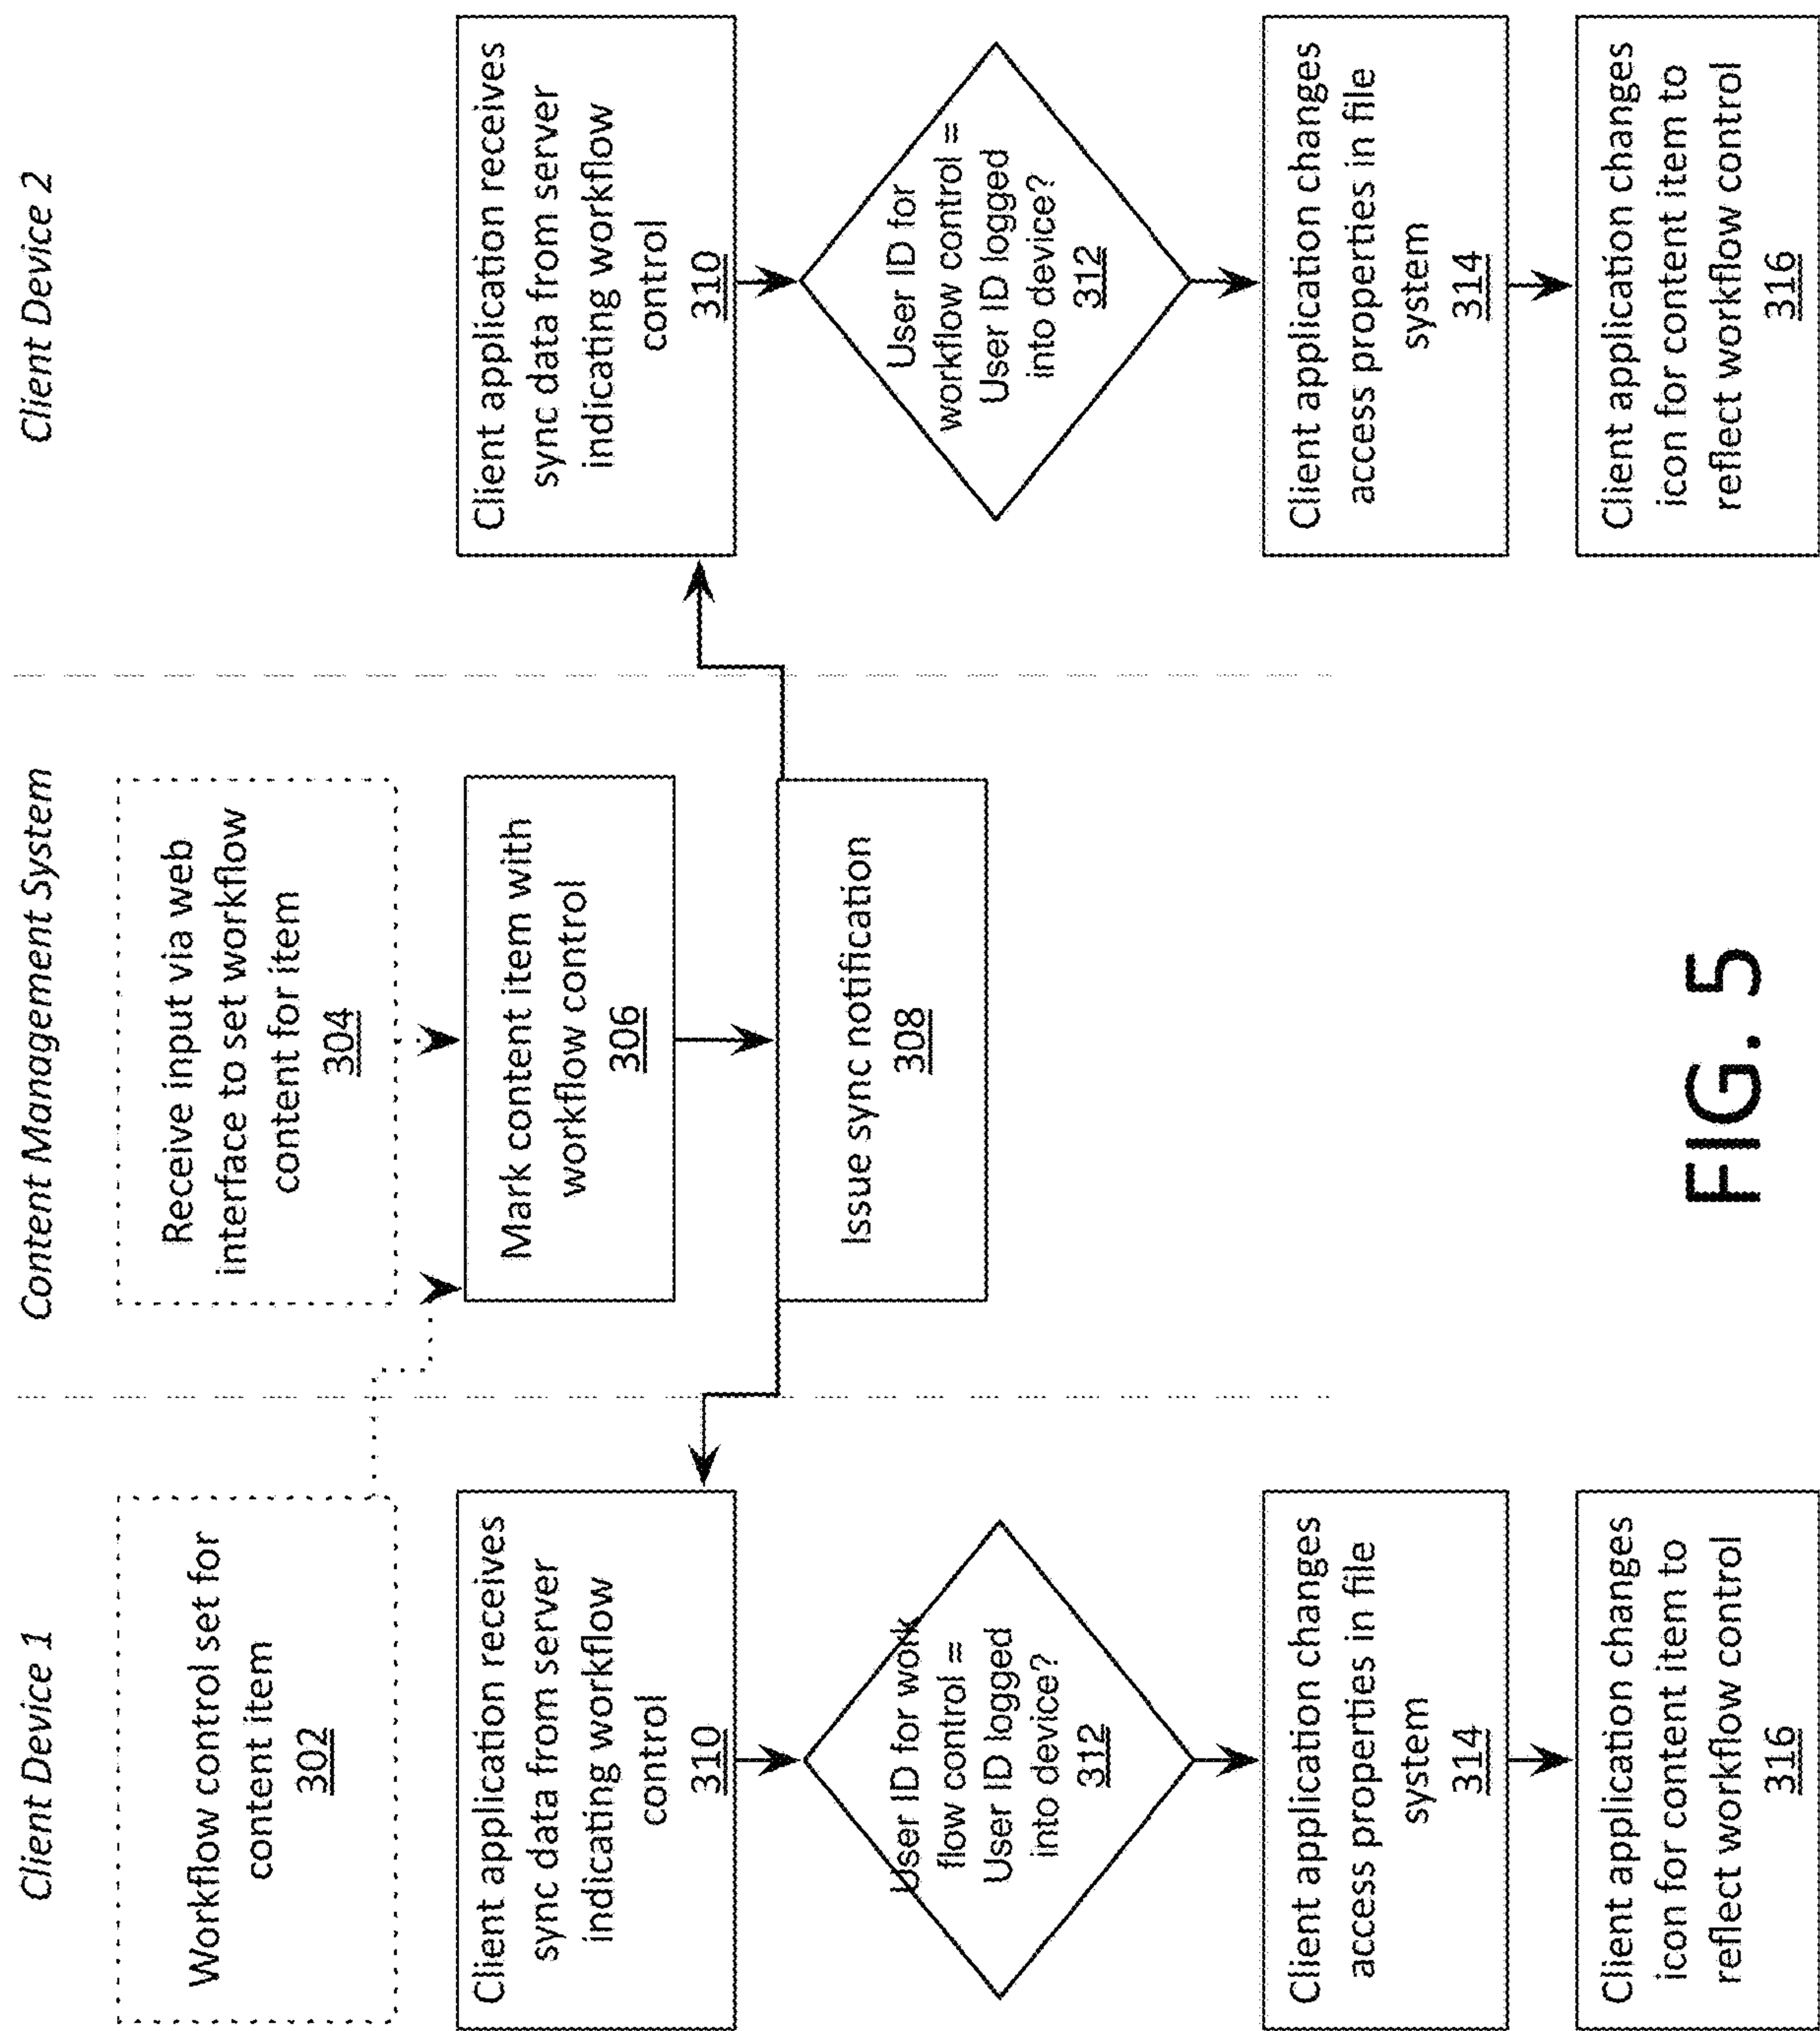 Client Device 1
Workflow control set for
content item
302
Client application receives
sync data from server
indicating workflow
control
310
User ID for work
flow control =
User ID logged
into device?
312
Client application changes
access properties in file
system
314
Client application changes
icon for content item to
reflect workflow control
316
Content Management System
Receive input via web
interface to set workflow
content for item
304
Mark content item with
workflow control
306
Issue sync notification
308
Client Device 2
Client application receives
sync data from server
indicating workflow
control
310
User ID for
workflow control =
User ID logged
into device?
312
Client application changes
access properties in file
system
314
Client application changes
icon for content item to
reflect workflow control
316
FIG. 5